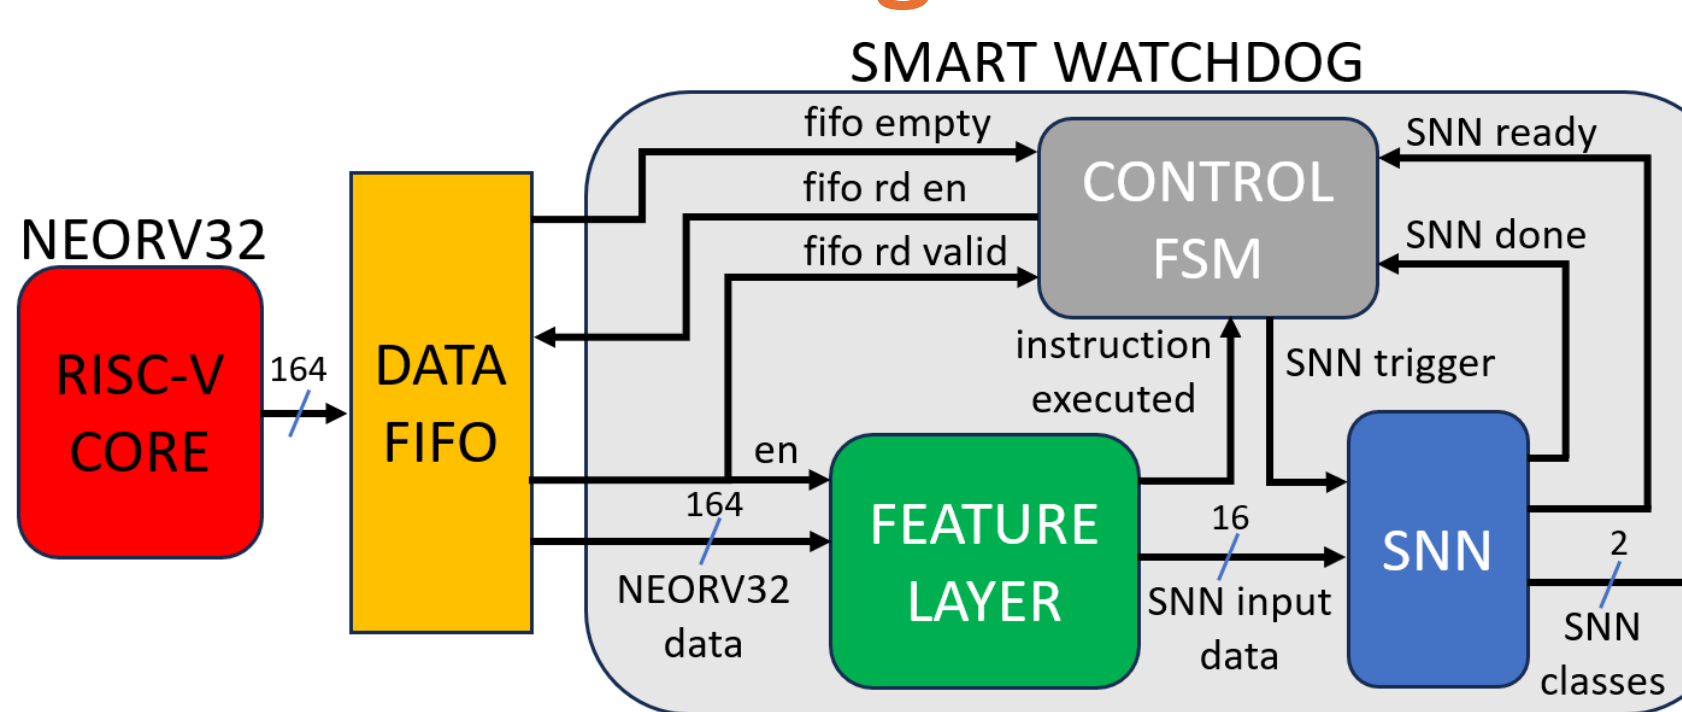 SMART WATCHDOG
fifo empty
SNN ready
CONTROL
FSM
fifo rd en
NEORV32
SNN done
fifo rd valid
RISC-V
CORE
164
DATA
FIFO
instruction
executed
SNN trigger
en
164
NEORV32
data
FEATURE
LAYER
16
SNN input
data
SNN
2
SNN
classes